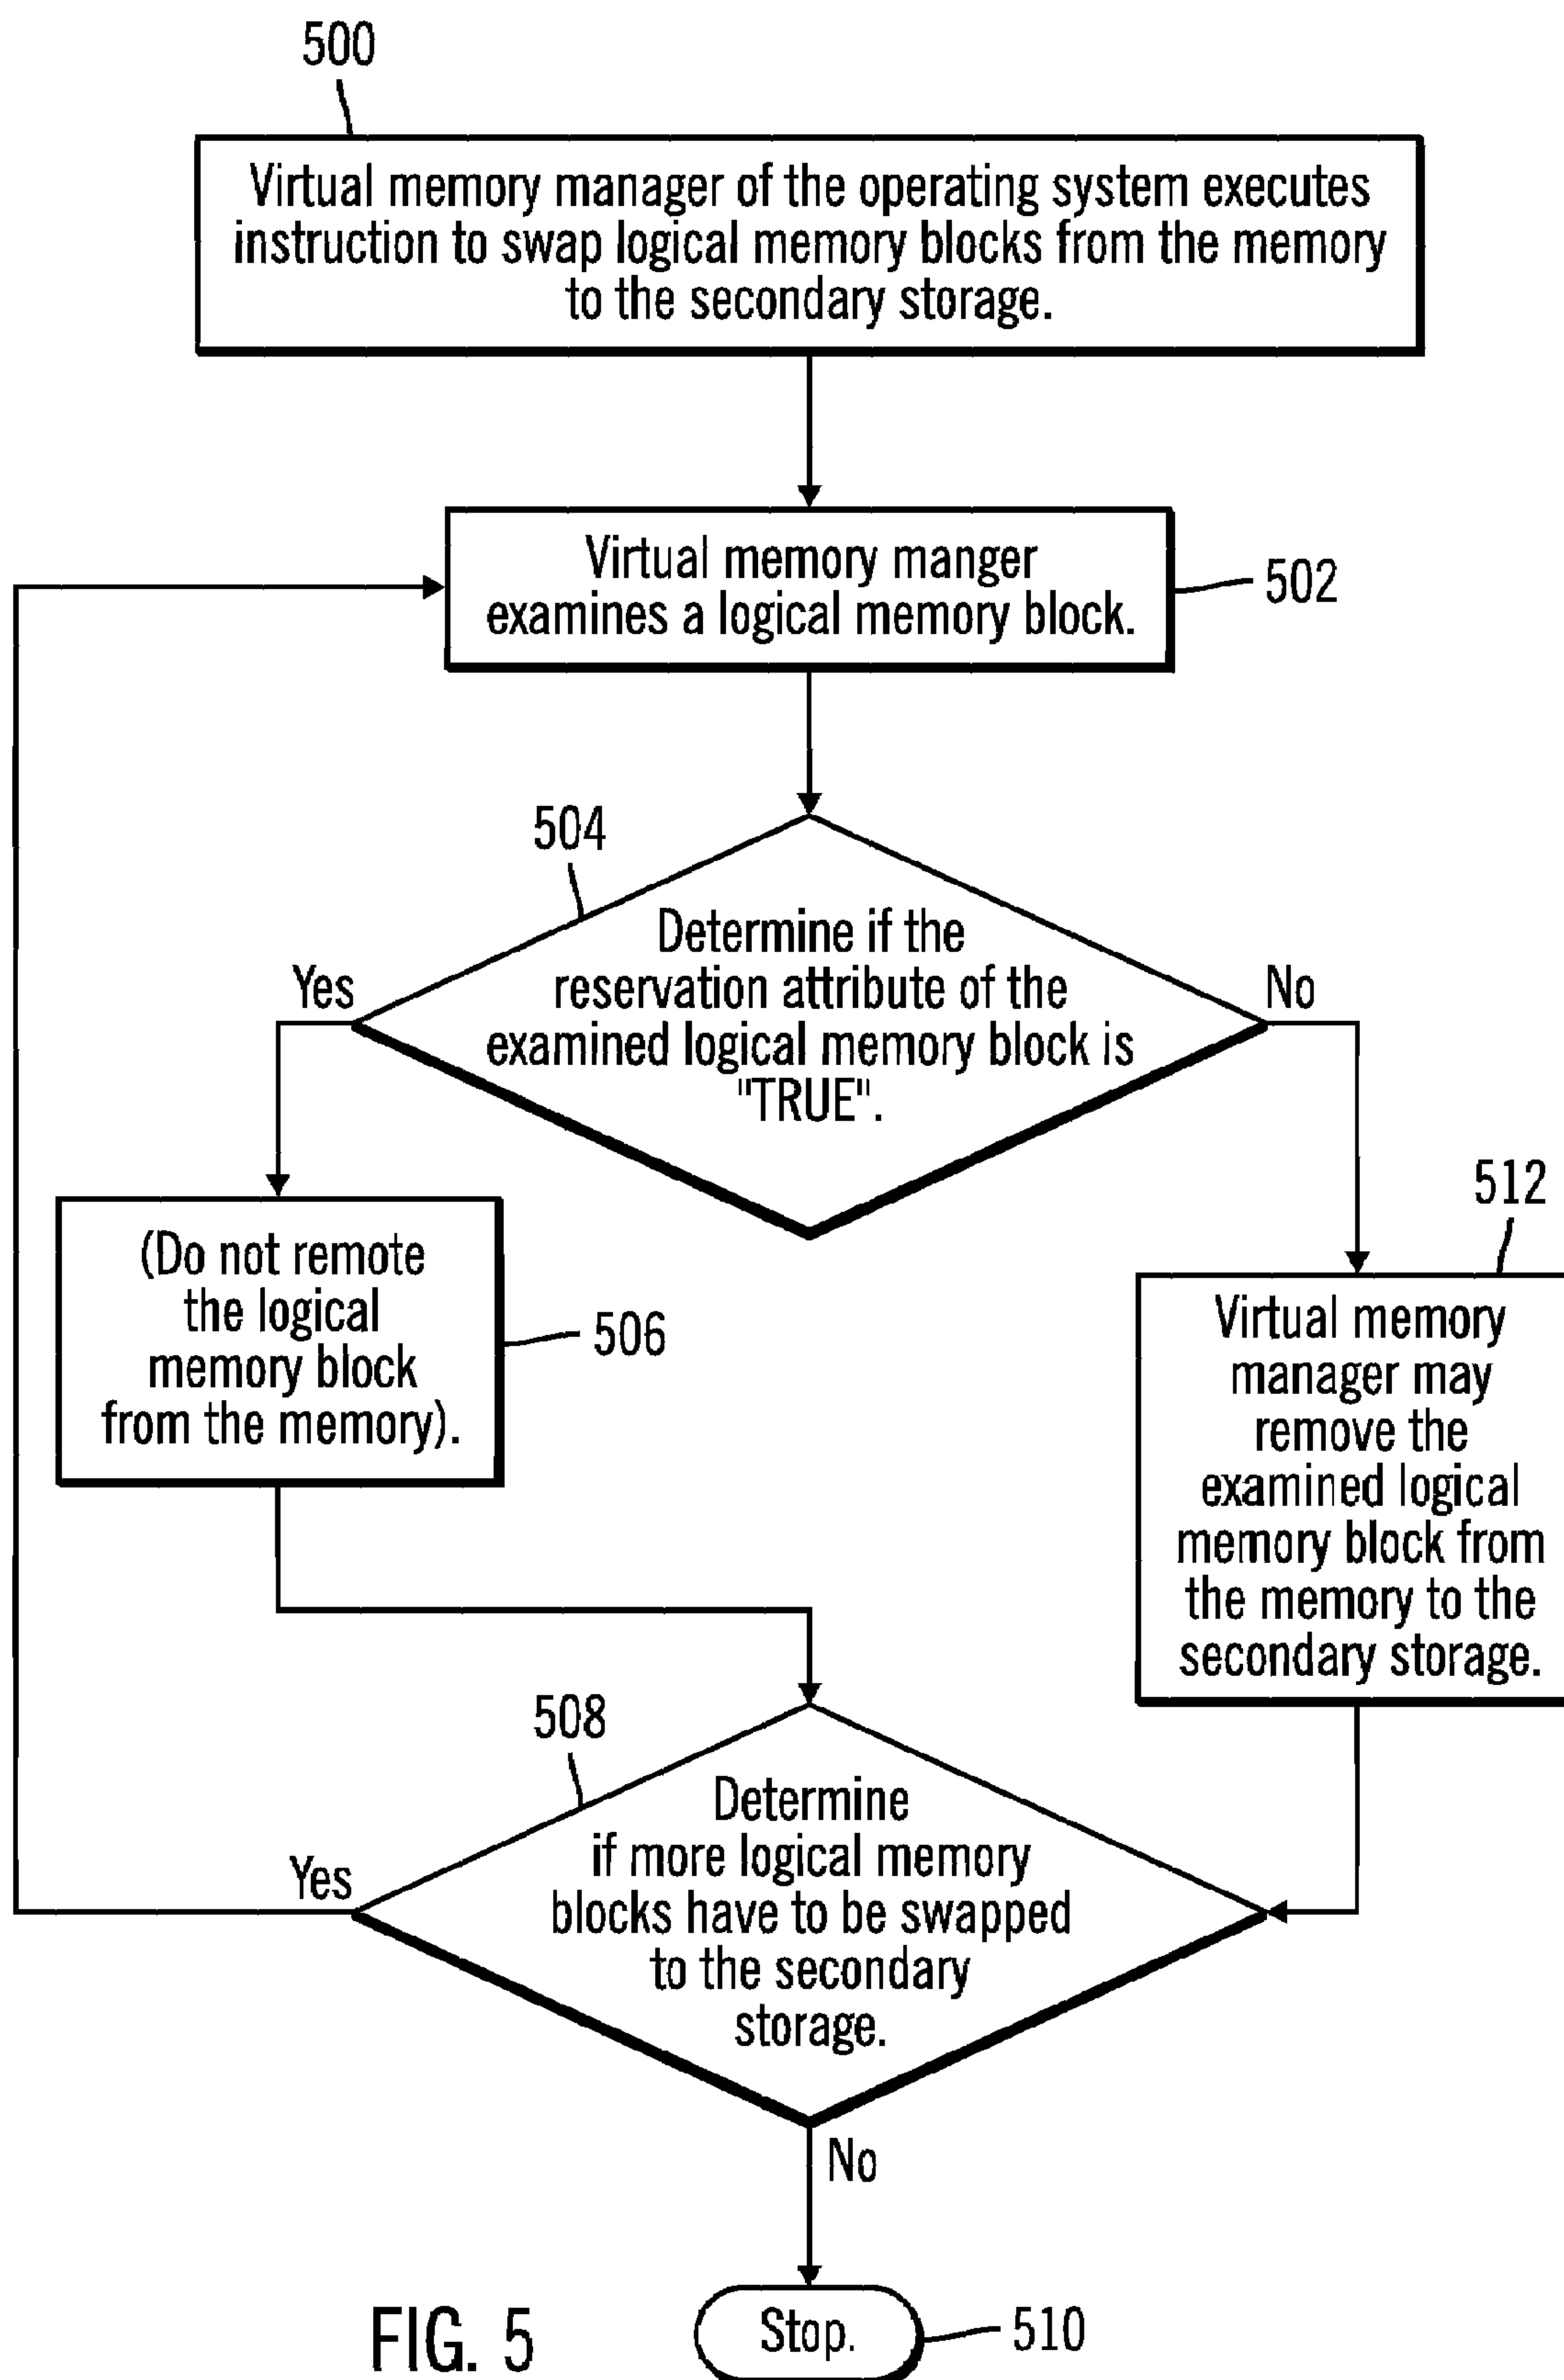 500
Virtual memory manager of the operating system executes
instruction to swap logical memory blocks from the memory
to the secondary storage.
Virtual memory manger
examines a logical memory block.
502
504
Determine if the
reservation attribute of the
examined logical memory block is
"TRUE".
Yes
No
(Do not remote
the logical
memory block
from the memory).
506
512
Virtual memory
manager may
remove the
examined logical
memory block from
the memory to the
secondary storage.
508
Determine
if more logical memory
blocks have to be swapped
to the secondary
storage.
Yes
No
Stop.
510
FIG. 5